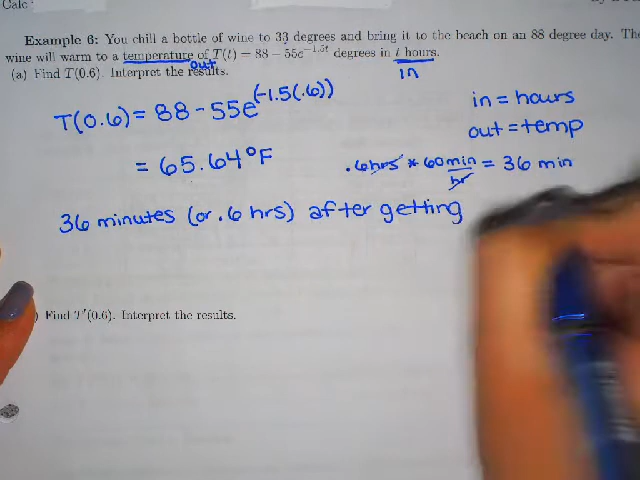 Calc
Example 6: You chill a bottle of wine to 33 degrees and bring it to the beach on an 88 degree day. The
wine will warm to a temperature of T(t) = 88 − 55e^{−1.5t} degrees in t hours.
out
in
(a) Find T(0.6). Interpret the results.
T(0.6) = 88 - 55e^(-1.5(.6))
in = hours
out = temp
= 65.64°F
.6hrs * 60 min/hr = 36 min
36 minutes (or .6 hrs) after getting
) Find T′(0.6). Interpret the results.